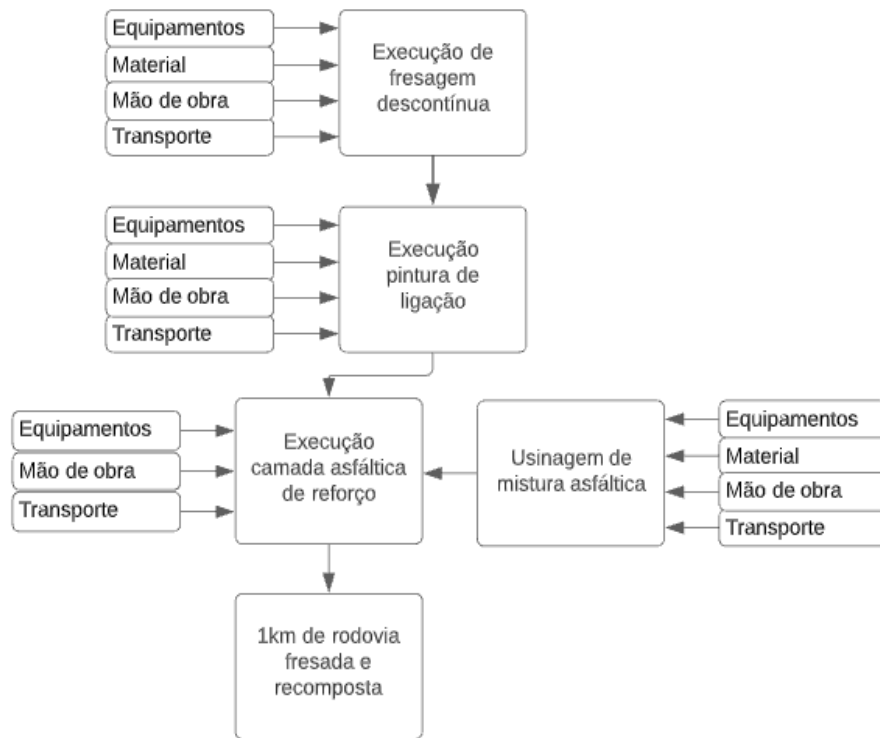 Equipamentos
Material
Mão de obra
Transporte
Execução de
fresagem
descontínua
Equipamentos
Material
Mão de obra
Transporte
Execução
pintura de
ligação
Equipamentos
Mão de obra
Transporte
Execução
camada asfáltica
de reforço
Usinagem de
mistura asfáltica
Equipamentos
Material
Mão de obra
Transporte
1km de rodovia
fresada e
recomposta